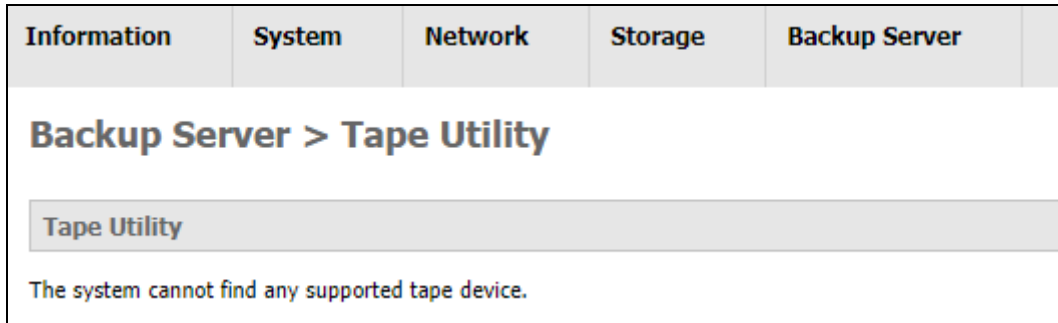 Information System Network Storage Backup Server
Backup Server > Tape Utility
Tape Utility
The system cannot find any supported tape device.